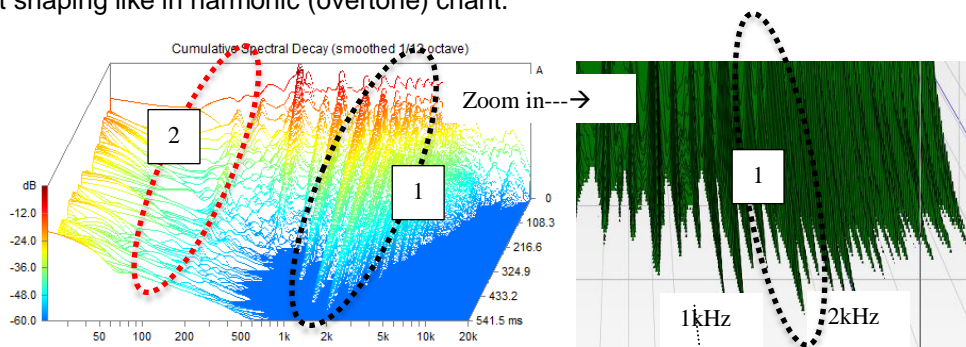 t shaping like in harmonic (overtone) chant.
Cumulative Spectral Decay (smoothed 1/12 octave)
A
Zoom in---→
2
1
1
dB
-12.0
-24.0
-36.0
-48.0
-60.0
0
108.3
216.6
324.9
433.2
541.5 ms
50 100 200 500 1k 2k 5k 10k 20k
1kHz
2kHz